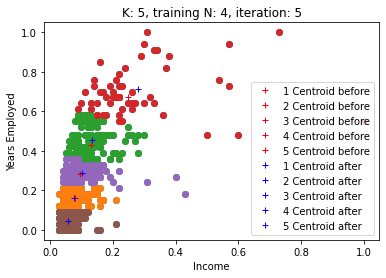 K: 5, training N: 4, iteration: 5
Years Employed
1.0
0.8
0.6
0.4
0.2
0.0
1 Centroid before
2 Centroid before
3 Centroid before
4 Centroid before
5 Centroid before
1 Centroid after
2 Centroid after
3 Centroid after
4 Centroid after
5 Centroid after
0.0 0.2 0.4 0.6 0.8 1.0
Income